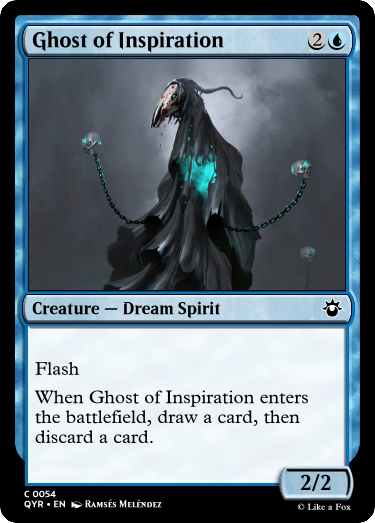 Ghost of Inspiration 2
Creature — Dream Spirit
Flash
When Ghost of Inspiration enters
the battlefield, draw a card, then
discard a card.
2/2
C 0054
QYR • EN Ramsés Meléndez
© Like a Fox